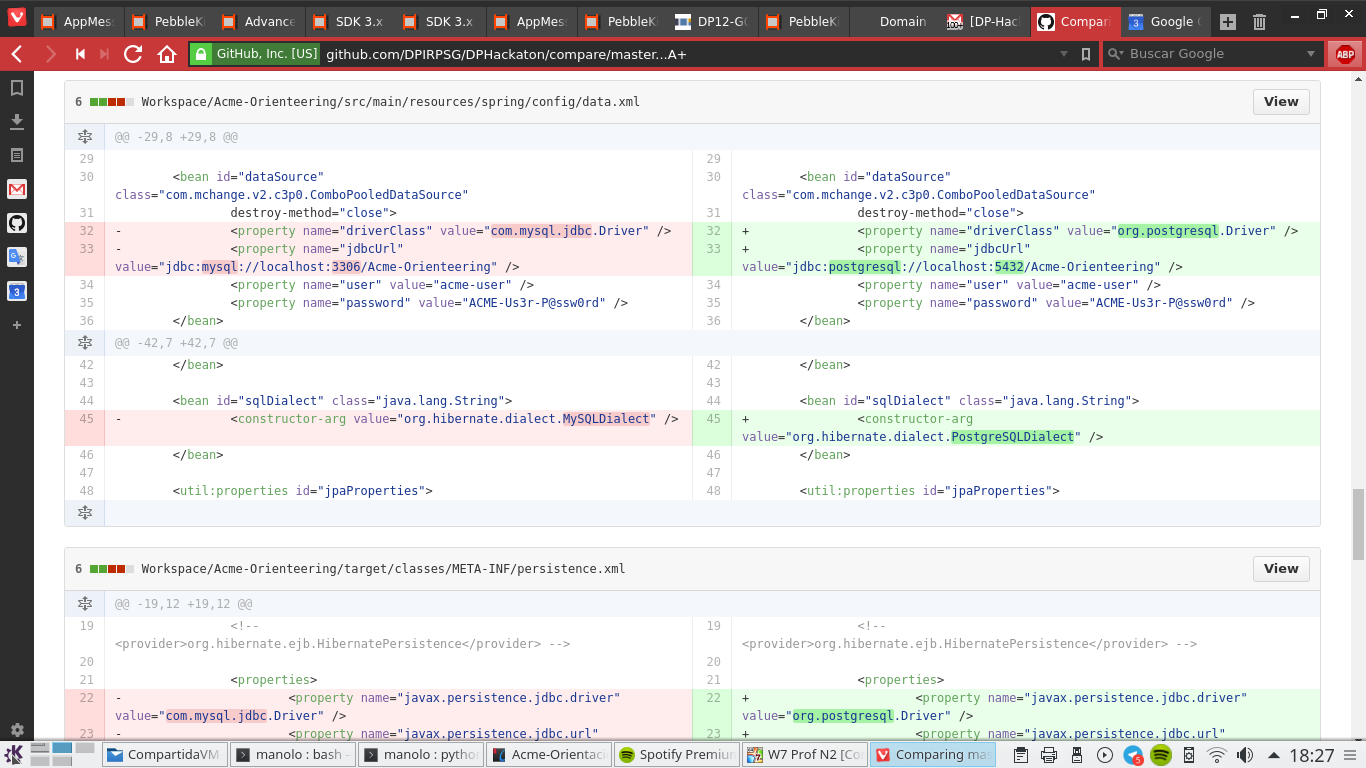 AppMes
PebbleKi
Advance
SDK 3.x
SDK 3.x
AppMes
PebbleKi
DP12-G
PebbleKi
Domain
100+
[DP-Hac
Compar
3
Google
GitHub, Inc. [US]
github.com/DPIRPSG/DPHackaton/compare/master...A+
Buscar Google
ABP
6 Workspace/Acme-Orienteering/src/main/resources/spring/config/data.xml View
@@ -29,8 +29,8 @@
29 29
30 <bean id="dataSource" 30 <bean id="dataSource"
class="com.mchange.v2.c3p0.ComboPooledDataSource" class="com.mchange.v2.c3p0.ComboPooledDataSource"
31 destroy-method="close"> 31 destroy-method="close">
32 - <property name="driverClass" value="com.mysql.jdbc.Driver" /> 32 + <property name="driverClass" value="org.postgresql.Driver" />
33 - <property name="jdbcUrl" 33 + <property name="jdbcUrl"
value="jdbc:mysql://localhost:3306/Acme-Orienteering" /> value="jdbc:postgresql://localhost:5432/Acme-Orienteering" />
34 <property name="user" value="acme-user" /> 34 <property name="user" value="acme-user" />
35 <property name="password" value="ACME-Us3r-P@ssw0rd" /> 35 <property name="password" value="ACME-Us3r-P@ssw0rd" />
36 </bean> 36 </bean>
@@ -42,7 +42,7 @@
42 </bean> 42 </bean>
43 43
44 <bean id="sqlDialect" class="java.lang.String"> 44 <bean id="sqlDialect" class="java.lang.String">
45 - <constructor-arg value="org.hibernate.dialect.MySQLDialect" /> 45 + <constructor-arg
value="org.hibernate.dialect.PostgreSQLDialect" />
46 </bean> 46 </bean>
47 47
48 <util:properties id="jpaProperties"> 48 <util:properties id="jpaProperties">
6 Workspace/Acme-Orienteering/target/classes/META-INF/persistence.xml View
@@ -19,12 +19,12 @@
19 <!-- 19 <!--
<provider>org.hibernate.ejb.HibernatePersistence</provider> --> <provider>org.hibernate.ejb.HibernatePersistence</provider> -->
20 20
21 <properties> 21 <properties>
22 - <property name="javax.persistence.jdbc.driver" 22 + <property name="javax.persistence.jdbc.driver"
value="com.mysql.jdbc.Driver" /> value="org.postgresql.Driver" />
23 - <property name="javax.persistence.jdbc.url" 23 + <property name="javax.persistence.jdbc.url"
CompartidaVM
manolo : bash
manolo : pytho
Acme-Orientac
Spotify Premiu
W7 Prof N2 [Co
Comparing mas
5
18:27